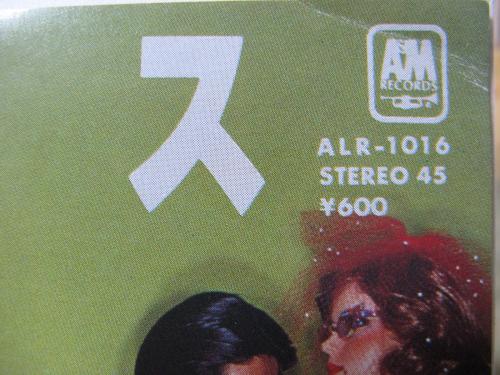 ス
A&M
RECORDS
ALR-1016
STEREO 45
¥600